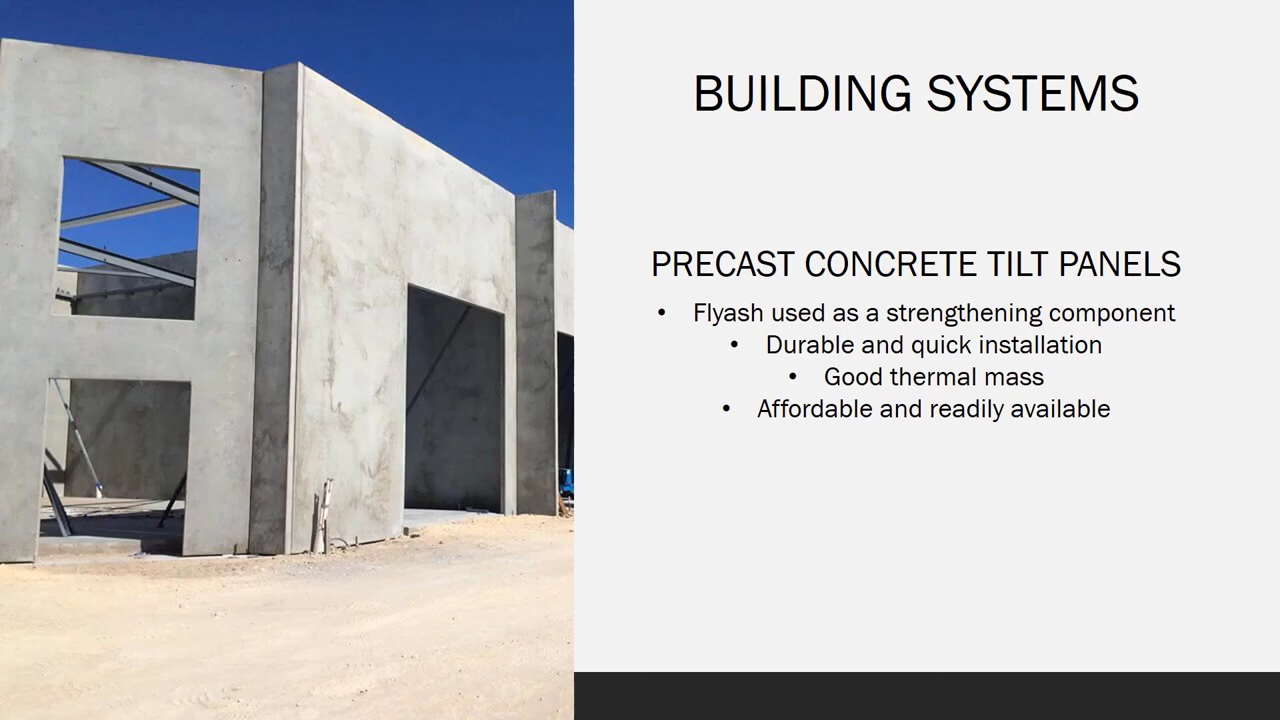 BUILDING SYSTEMS
PRECAST CONCRETE TILT PANELS
• Flyash used as a strengthening component
• Durable and quick installation
• Good thermal mass
• Affordable and readily available